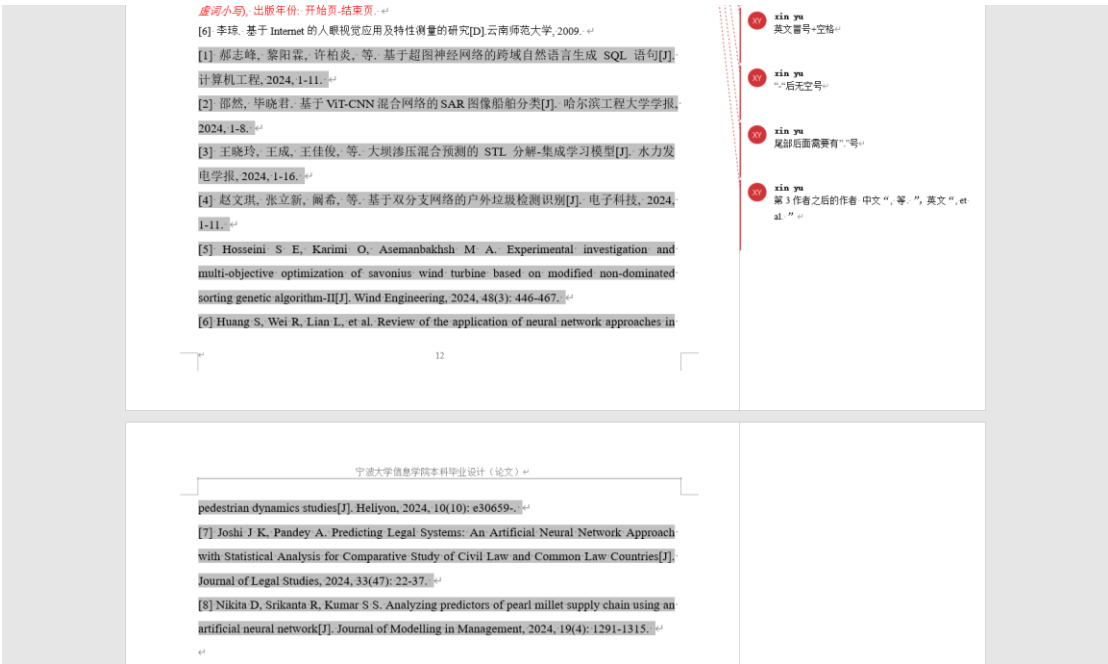 虚词小写), 出版年份: 开始页-结束页.
[6] 李琼. 基于 Internet 的人眼视觉应用及特性测量的研究[D].云南师范大学, 2009.
[1] 郝志峰, 黎阳霖, 许柏炎, 等. 基于超图神经网络的跨域自然语言生成 SQL 语句[J].
计算机工程, 2024, 1-11.
[2] 邵然, 毕晓君. 基于 ViT-CNN 混合网络的 SAR 图像船舶分类[J]. 哈尔滨工程大学学报,
2024, 1-8.
[3] 王晓玲, 王成, 王佳俊, 等. 大坝渗压混合预测的 STL 分解-集成学习模型[J]. 水力发
电学报, 2024, 1-16.
[4] 赵文琪, 张立新, 阚希, 等. 基于双分支网络的户外垃圾检测识别[J]. 电子科技, 2024,
1-11.
[5] Hosseini S E, Karimi O, Asemanbakhsh M A. Experimental investigation and
multi-objective optimization of savonius wind turbine based on modified non-dominated
sorting genetic algorithm-II[J]. Wind Engineering, 2024, 48(3): 446-467.
[6] Huang S, Wei R, Lian L, et al. Review of the application of neural network approaches in
12
xin yu
英文冒号+空格
XY
xin yu
"-"后无空号
XY
xin yu
尾部后面需要有"."号
XY
xin yu
第 3 作者之后的作者 中文“, 等. ”，英文“, et
al. ”
XY
宁波大学信息学院本科毕业设计（论文）
pedestrian dynamics studies[J]. Heliyon, 2024, 10(10): e30659-.
[7] Joshi J K, Pandey A. Predicting Legal Systems: An Artificial Neural Network Approach
with Statistical Analysis for Comparative Study of Civil Law and Common Law Countries[J].
Journal of Legal Studies, 2024, 33(47): 22-37.
[8] Nikita D, Srikanta R, Kumar S S. Analyzing predictors of pearl millet supply chain using an
artificial neural network[J]. Journal of Modelling in Management, 2024, 19(4): 1291-1315.